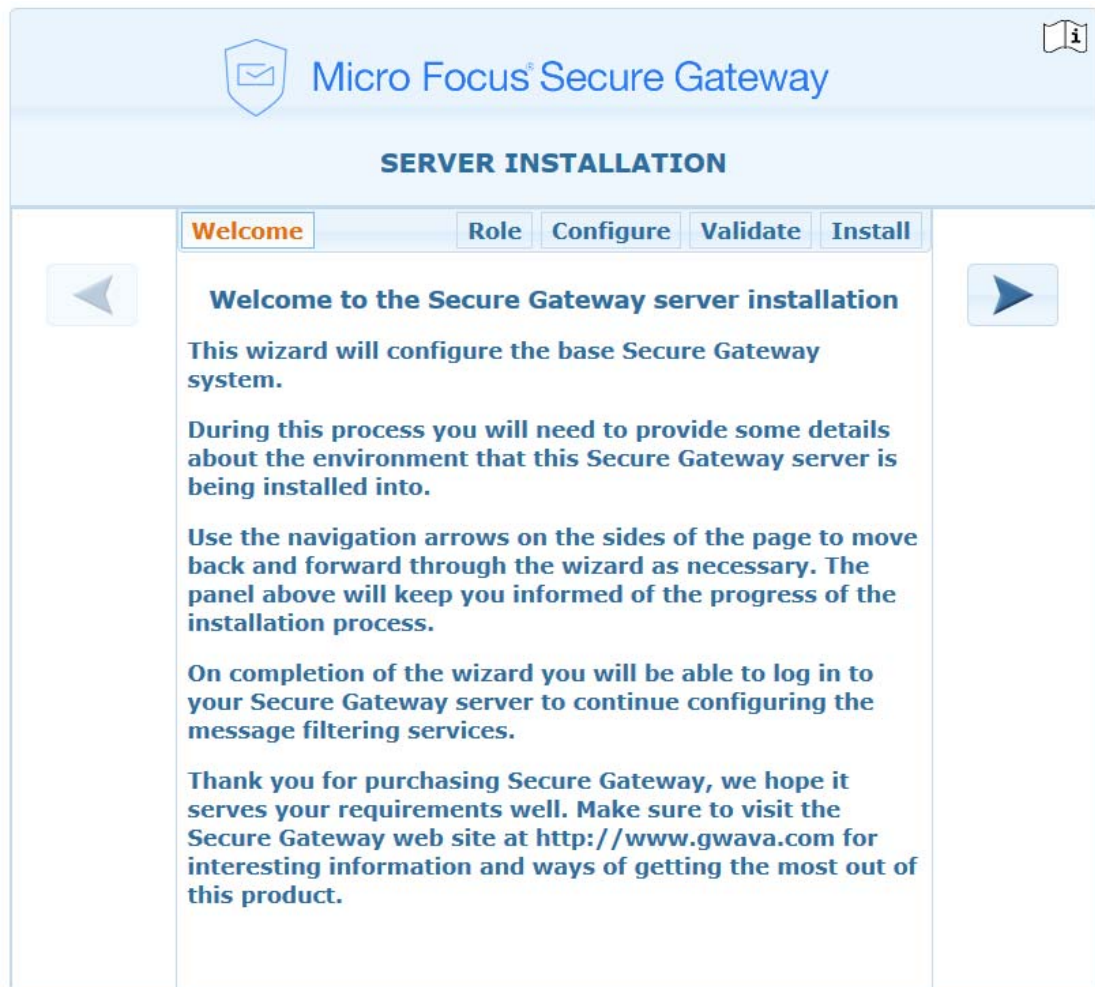 i
Micro Focus® Secure Gateway
SERVER INSTALLATION
Welcome Role Configure Validate Install
Welcome to the Secure Gateway server installation
This wizard will configure the base Secure Gateway
system.
During this process you will need to provide some details
about the environment that this Secure Gateway server is
being installed into.
Use the navigation arrows on the sides of the page to move
back and forward through the wizard as necessary. The
panel above will keep you informed of the progress of the
installation process.
On completion of the wizard you will be able to log in to
your Secure Gateway server to continue configuring the
message filtering services.
Thank you for purchasing Secure Gateway, we hope it
serves your requirements well. Make sure to visit the
Secure Gateway web site at http://www.gwava.com for
interesting information and ways of getting the most out of
this product.